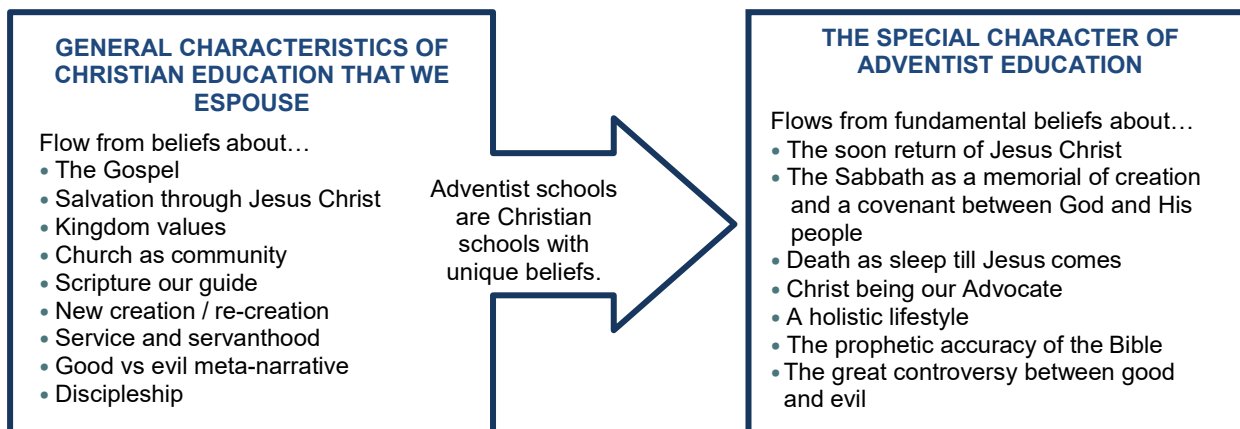 GENERAL CHARACTERISTICS OF
CHRISTIAN EDUCATION THAT WE
ESPOUSE
Flow from beliefs about…
• The Gospel
• Salvation through Jesus Christ
• Kingdom values
• Church as community
• Scripture our guide
• New creation / re-creation
• Service and servanthood
• Good vs evil meta-narrative
• Discipleship
Adventist schools
are Christian
schools with
unique beliefs.
THE SPECIAL CHARACTER OF
ADVENTIST EDUCATION
Flows from fundamental beliefs about…
• The soon return of Jesus Christ
• The Sabbath as a memorial of creation
and a covenant between God and His
people
• Death as sleep till Jesus comes
• Christ being our Advocate
• A holistic lifestyle
• The prophetic accuracy of the Bible
• The great controversy between good
and evil